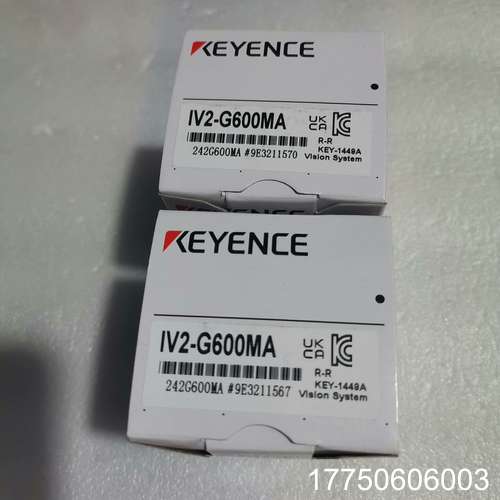 KEYENCE
IV2-G600MA
UK
CA
R-R
KEY-1449A
242G600MA #9E3211570
Vision System
KEYENCE
IV2-G600MA
UK
CA
R-R
KEY-1449A
242G600MA #9E3211567
Vision System
17750606003